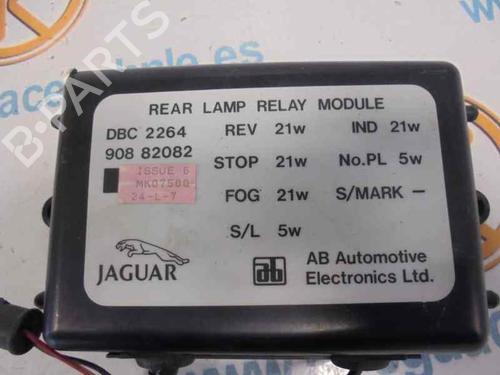 REAR LAMP RELAY MODULE
DBC 2264 REV 21w IND 21w
908 82082 STOP 21w No.PL 5w
ISSUE 6
MK07500
24-L-7
FOG 21w S/MARK –
S/L 5w
JAGUAR
ab
AB Automotive
Electronics Ltd.
B-PARTS